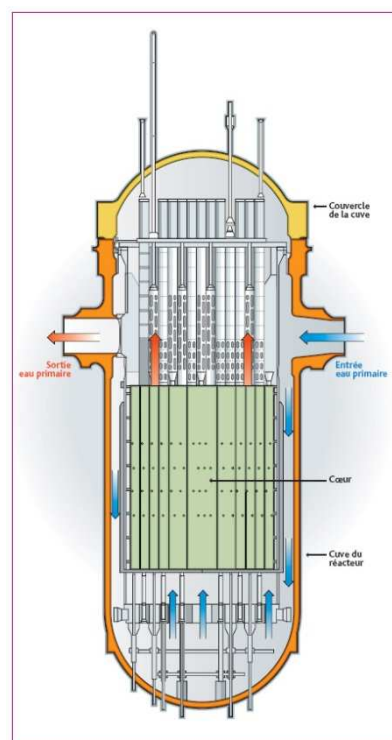 Couvercle
de la cuve
Sortie
eau primaire
Entrée
eau primaire
Cœur
Cuve du
réacteur